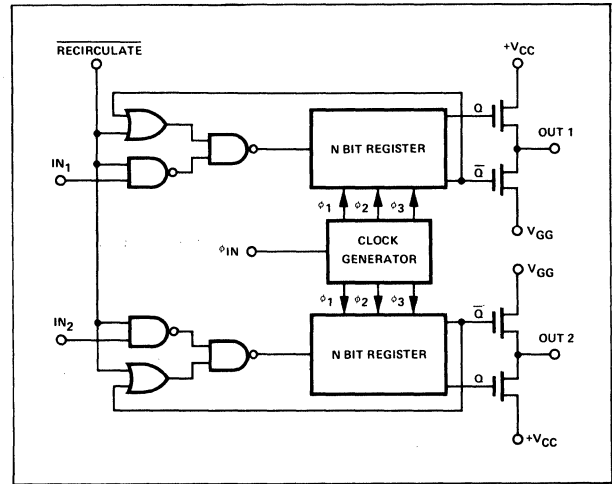 RECIRCULATE
+VCC
Q
OUT 1
N BIT REGISTER
IN1
Q
ϕ1 ϕ2 ϕ3
VGG
ϕIN
CLOCK
GENERATOR
VGG
ϕ1 ϕ2 ϕ3
IN2
Q
OUT 2
N BIT REGISTER
Q
+VCC